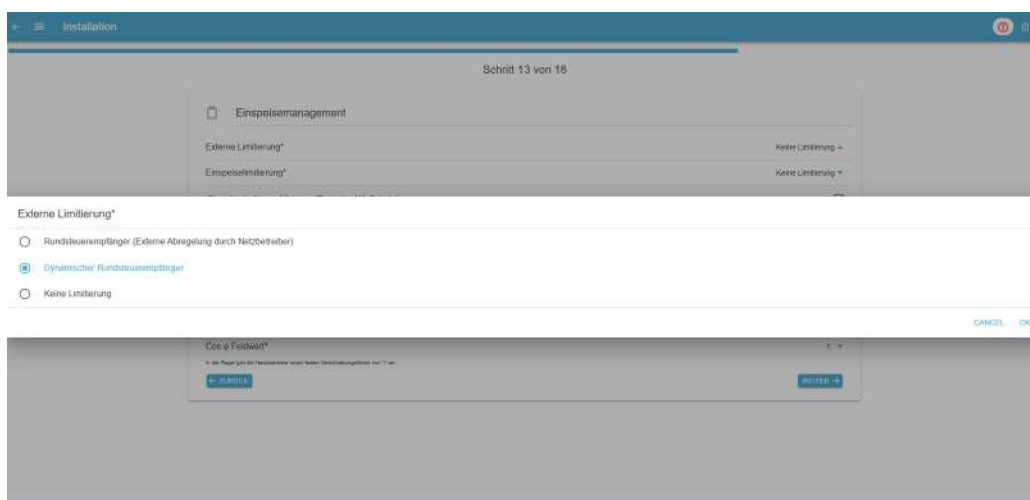 Installation
Schritt 13 von 18
Einspeisemanagement
Externe Limitierung* Keine Limitierung
Einspeiselimitierung* Keine Limitierung
Externe Limitierung*
Rundsteuerempfänger (Externe Abregelung durch Netzbetreiber)
Dynamischer Rundsteuerempfänger
Keine Limitierung
CANCEL OK
Cos φ Festwert* 1
ZURÜCK WEITER